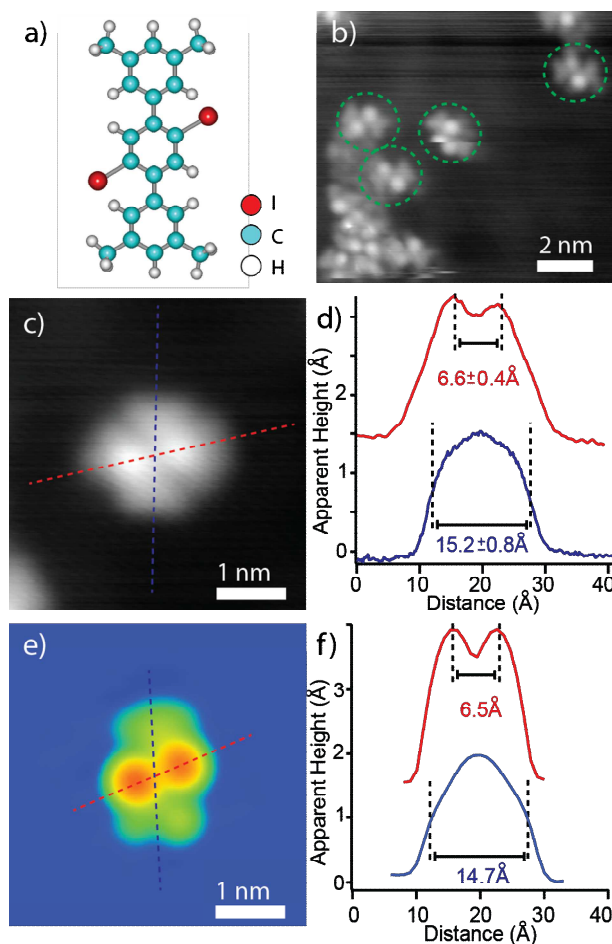 a)
I
C
H
b)
2 nm
c)
1 nm
d)
Apparent Height (Å)
2
1
0
6.6±0.4Å
15.2±0.8Å
0 10 20 30 40
Distance (Å)
e)
1 nm
f)
Apparent Height (Å)
3
2
1
0
6.5Å
14.7Å
0 10 20 30 40
Distance (Å)